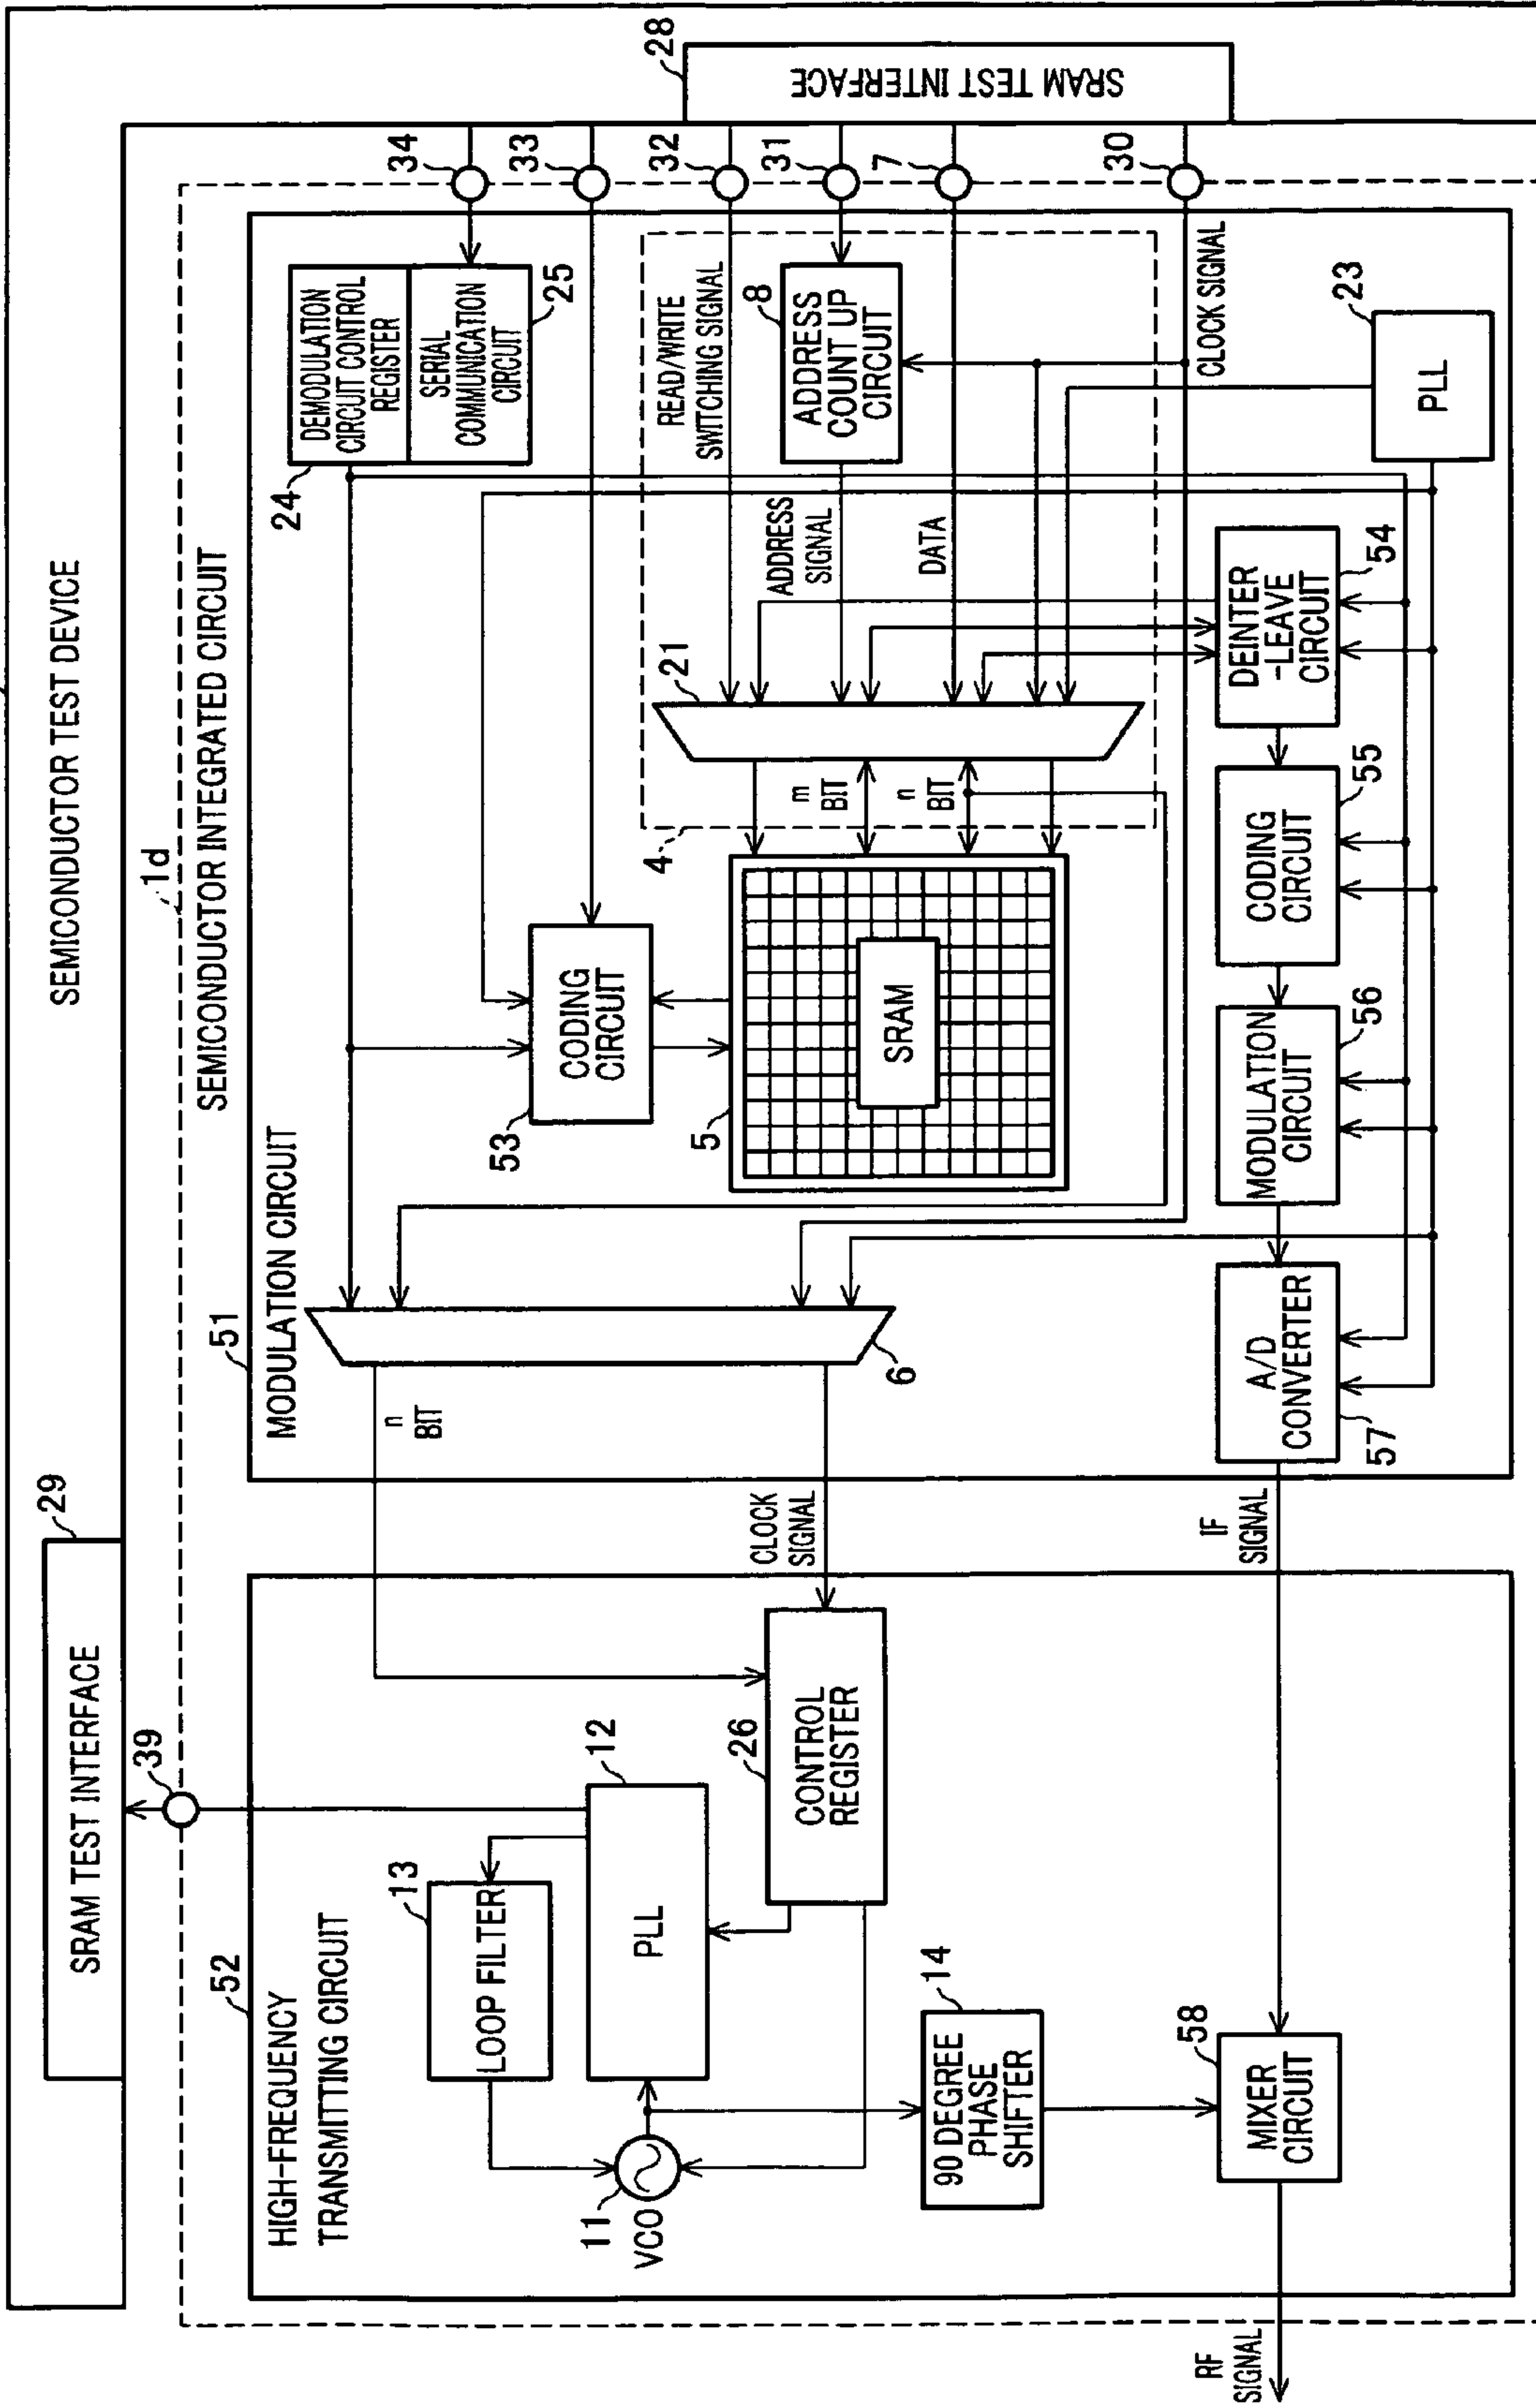 SEMICONDUCTOR TEST DEVICE
SRAM TEST INTERFACE
29
39
1d
SEMICONDUCTOR INTEGRATED CIRCUIT
52
HIGH-FREQUENCY
TRANSMITTING CIRCUIT
13
LOOP FILTER
12
PLL
11
VCO
26
CONTROL
REGISTER
14
90 DEGREE
PHASE
SHIFTER
58
MIXER
CIRCUIT
RF
SIGNAL
n
BIT
CLOCK
SIGNAL
IF
SIGNAL
51
MODULATION CIRCUIT
6
53
CODING
CIRCUIT
5
SRAM
4
m
BIT
n
BIT
21
24
DEMODULATION
CIRCUIT CONTROL
REGISTER
SERIAL
COMMUNICATION
CIRCUIT
25
READ/WRITE
SWITCHING SIGNAL
8
ADDRESS
COUNT UP
CIRCUIT
ADDRESS
SIGNAL
DATA
CLOCK SIGNAL
23
PLL
A/D
CONVERTER
57
MODULATION
CIRCUIT
56
CODING
CIRCUIT
55
DEINTER
-LEAVE
CIRCUIT
54
34
33
32
31
7
30
28
SRAM TEST INTERFACE